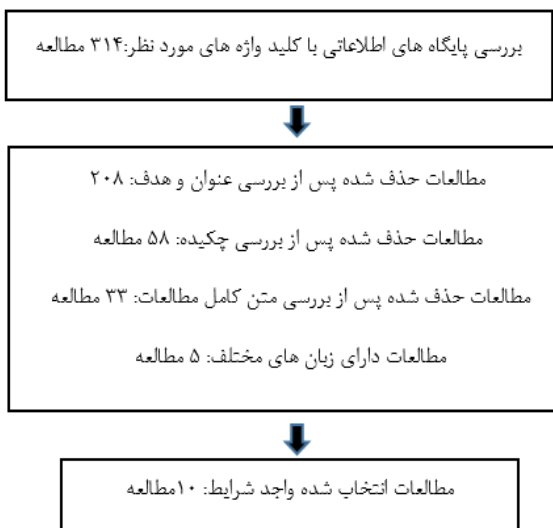 بررسی پایگاه های اطلاعاتی با کلید واژه های مورد نظر:۳۱۴ مطالعه
مطالعات حذف شده پس از بررسی عنوان و هدف: ۲۰۸
مطالعات حذف شده پس از بررسی چکیده: ۵۸ مطالعه
مطالعات حذف شده پس از بررسی متن کامل مطالعات: ۳۳ مطالعه
مطالعات دارای زبان های مختلف: ۵ مطالعه
مطالعات انتخاب شده واجد شرایط: ۱۰مطالعه